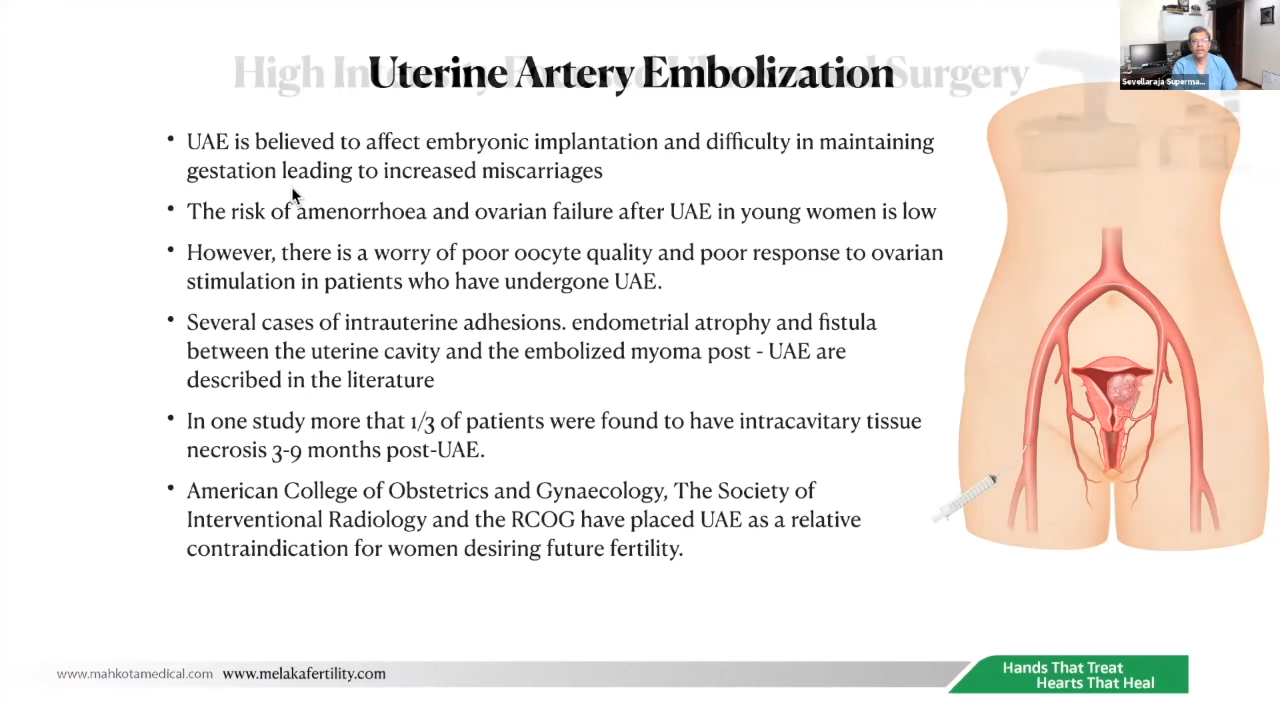 High Intensity Focused Ultrasound Surgery
Uterine Artery Embolization
Sevellaraja Superma...
• UAE is believed to affect embryonic implantation and difficulty in maintaining
gestation leading to increased miscarriages
• The risk of amenorrhoea and ovarian failure after UAE in young women is low
• However, there is a worry of poor oocyte quality and poor response to ovarian
stimulation in patients who have undergone UAE.
• Several cases of intrauterine adhesions. endometrial atrophy and fistula
between the uterine cavity and the embolized myoma post - UAE are
described in the literature
• In one study more that 1/3 of patients were found to have intracavitary tissue
necrosis 3-9 months post-UAE.
• American College of Obstetrics and Gynaecology, The Society of
Interventional Radiology and the RCOG have placed UAE as a relative
contraindication for women desiring future fertility.
www.mahkotamedical.com www.melakafertility.com
Hands That Treat
Hearts That Heal